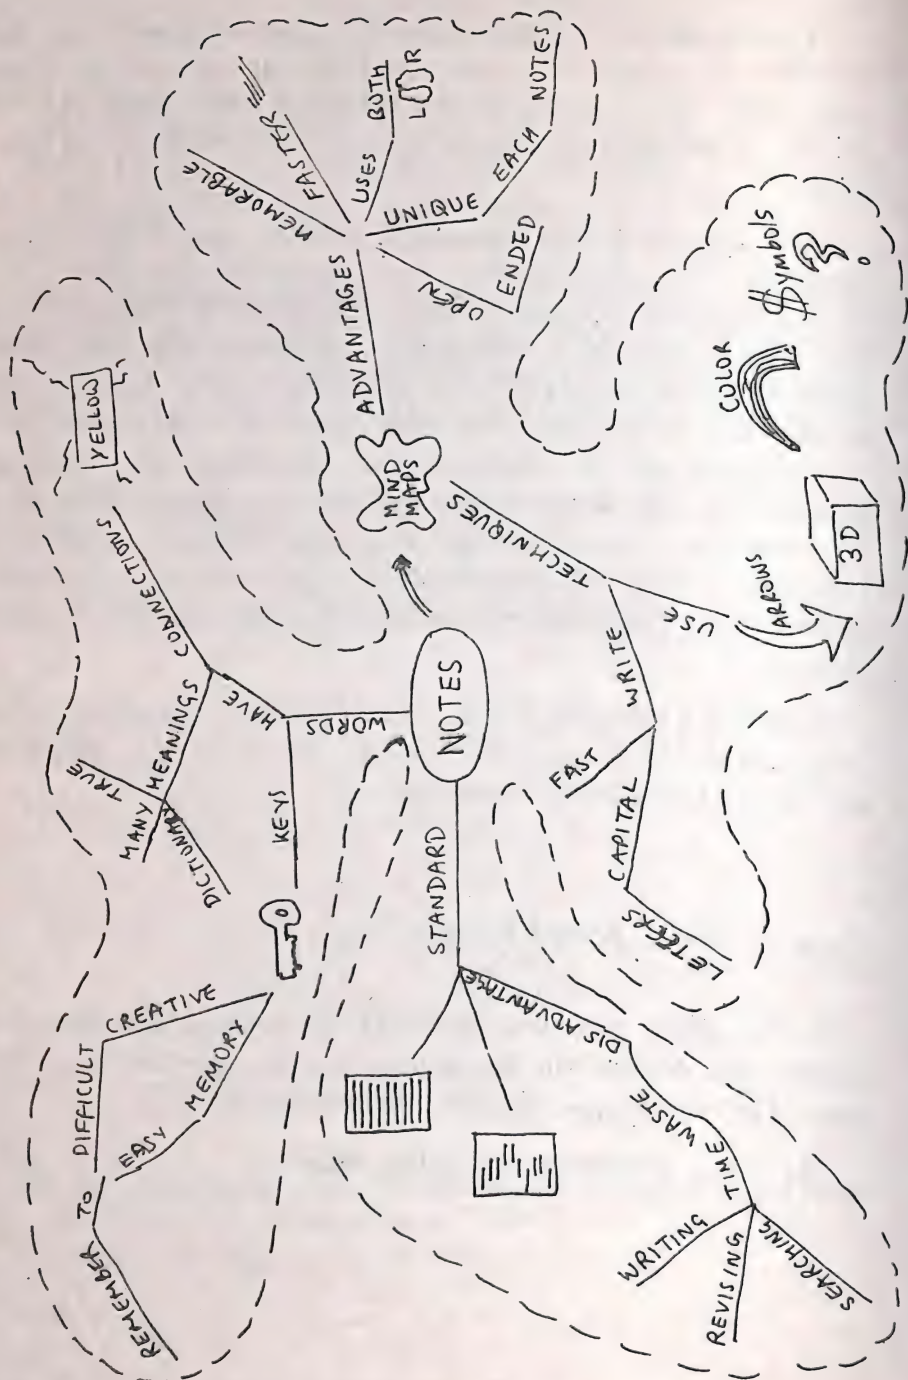 NOTES
WORDS
HAVE
CONNECTIONS
YELLOW
MANY MEANINGS
TRUE
DICTIONARY
KEYS
CREATIVE
DIFFICULT
MEMORY
EASY
TO
REMEMBER
STANDARD
DISADVANTAGE
TIME WASTE
WRITING
REVISING
SEARCHING
MIND
MAPS
ADVANTAGES
MEMORABLE
FASTER
USES
BOTH
L R
UNIQUE
EACH
NOTES
OPEN
ENDED
TECHNIQUES
WRITE
FAST
CAPITAL
LETTERS
USE
ARROWS
3D
COLOR
$ymbols
?